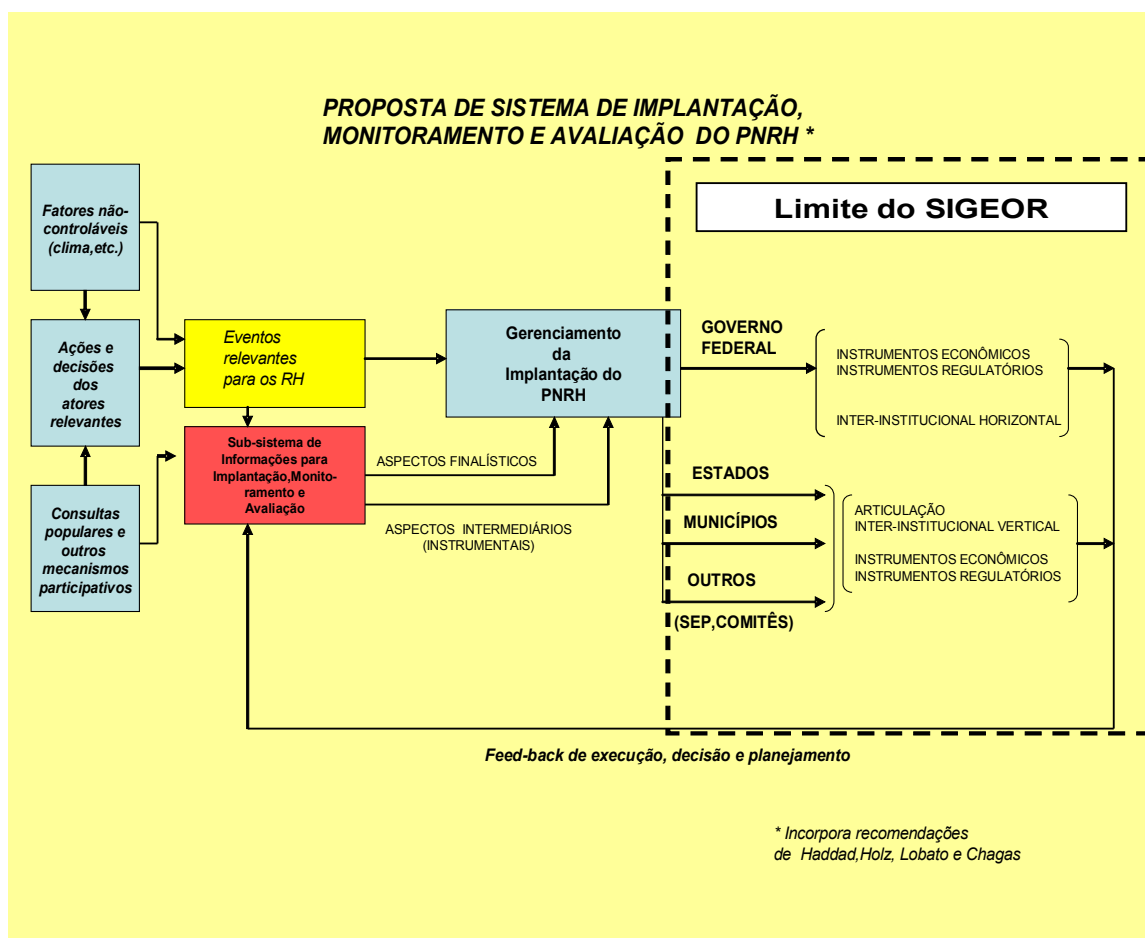 PROPOSTA DE SISTEMA DE IMPLANTAÇÃO,
MONITORAMENTO E AVALIAÇÃO DO PNRH *
Limite do SIGEOR
Fatores não-
controláveis
(clima,etc.)
Ações e
decisões
dos
atores
relevantes
Consultas
populares e
outros
mecanismos
participativos
Eventos
relevantes
para os RH
Sub-sistema de
Informações para
Implantação,Monito-
ramento e
Avaliação
ASPECTOS FINALÍSTICOS
ASPECTOS INTERMEDIÁRIOS
(INSTRUMENTAIS)
Gerenciamento
da
Implantação do
PNRH
GOVERNO
FEDERAL
INSTRUMENTOS ECONÔMICOS
INSTRUMENTOS REGULATÓRIOS
INTER-INSTITUCIONAL HORIZONTAL
ESTADOS
MUNICÍPIOS
OUTROS
(SEP,COMITÊS)
ARTICULAÇÃO
INTER-INSTITUCIONAL VERTICAL
INSTRUMENTOS ECONÔMICOS
INSTRUMENTOS REGULATÓRIOS
Feed-back de execução, decisão e planejamento
* Incorpora recomendações
de Haddad,Holz, Lobato e Chagas